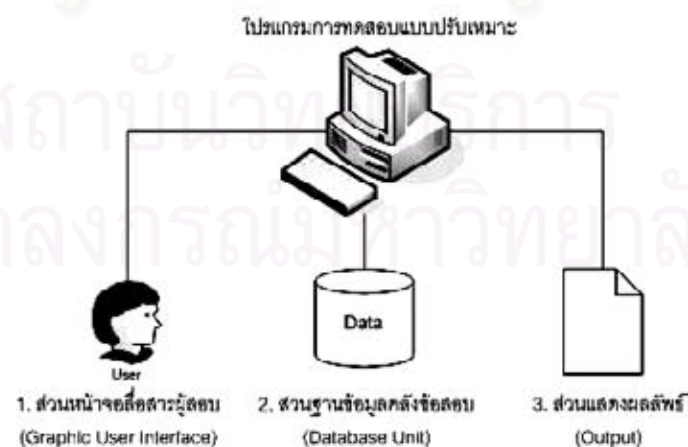 โปรแกรมการทดสอบแบบปรับเหมาะ
Data
User
1. ส่วนหน้าจอสื่อสารผู้สอบ
(Graphic User Interface)
2. ส่วนฐานข้อมูลคลังข้อสอบ
(Database Unit)
3. ส่วนแสดงผลลัพธ์
(Output)